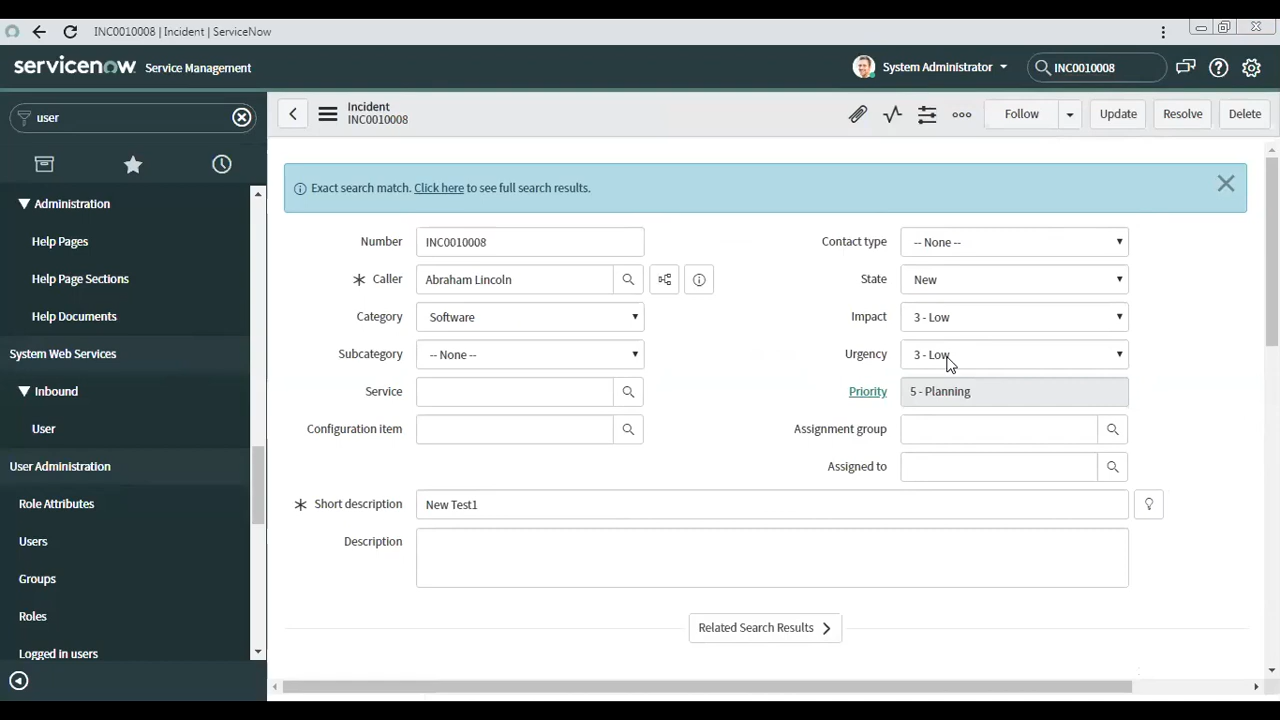 INC0010008 | Incident | ServiceNow
servicenow Service Management
System Administrator
INC0010008
user
Incident
INC0010008
Follow
Update
Resolve
Delete
Administration
Help Pages
Help Page Sections
Help Documents
System Web Services
Inbound
User
User Administration
Role Attributes
Users
Groups
Roles
Logged in users
Exact search match. Click here to see full search results.
Number INC0010008
Contact type -- None --
Caller Abraham Lincoln
State New
Category Software
Impact 3 - Low
Subcategory -- None --
Urgency 3 - Low
Service
Priority 5 - Planning
Configuration item
Assignment group
Assigned to
Short description New Test1
Description
Related Search Results